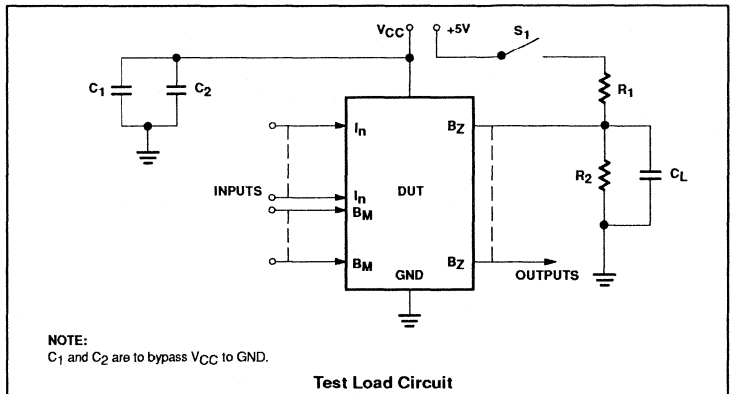 VCC +5V S1
C1 C2
R1
In BZ
R2 CL
INPUTS DUT
In
BM
BM BZ
GND OUTPUTS
NOTE:
C1 and C2 are to bypass VCC to GND.
Test Load Circuit